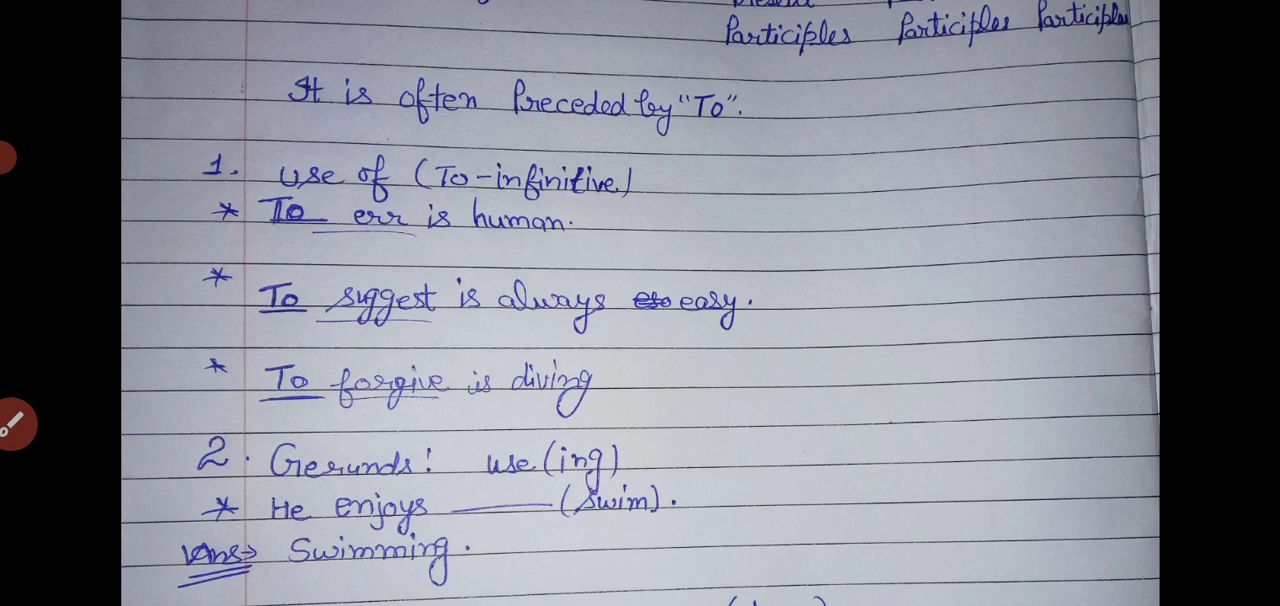 Present
Participles Participles Participles
It is often Preceded by "To".
1. use of (To-infinitive)
* To err is human.
* To suggest is always easy.
* To forgive is diving
2. Gerunds: use (ing)
* He enjoys ____ (Swim).
Ans⇒ Swimming.